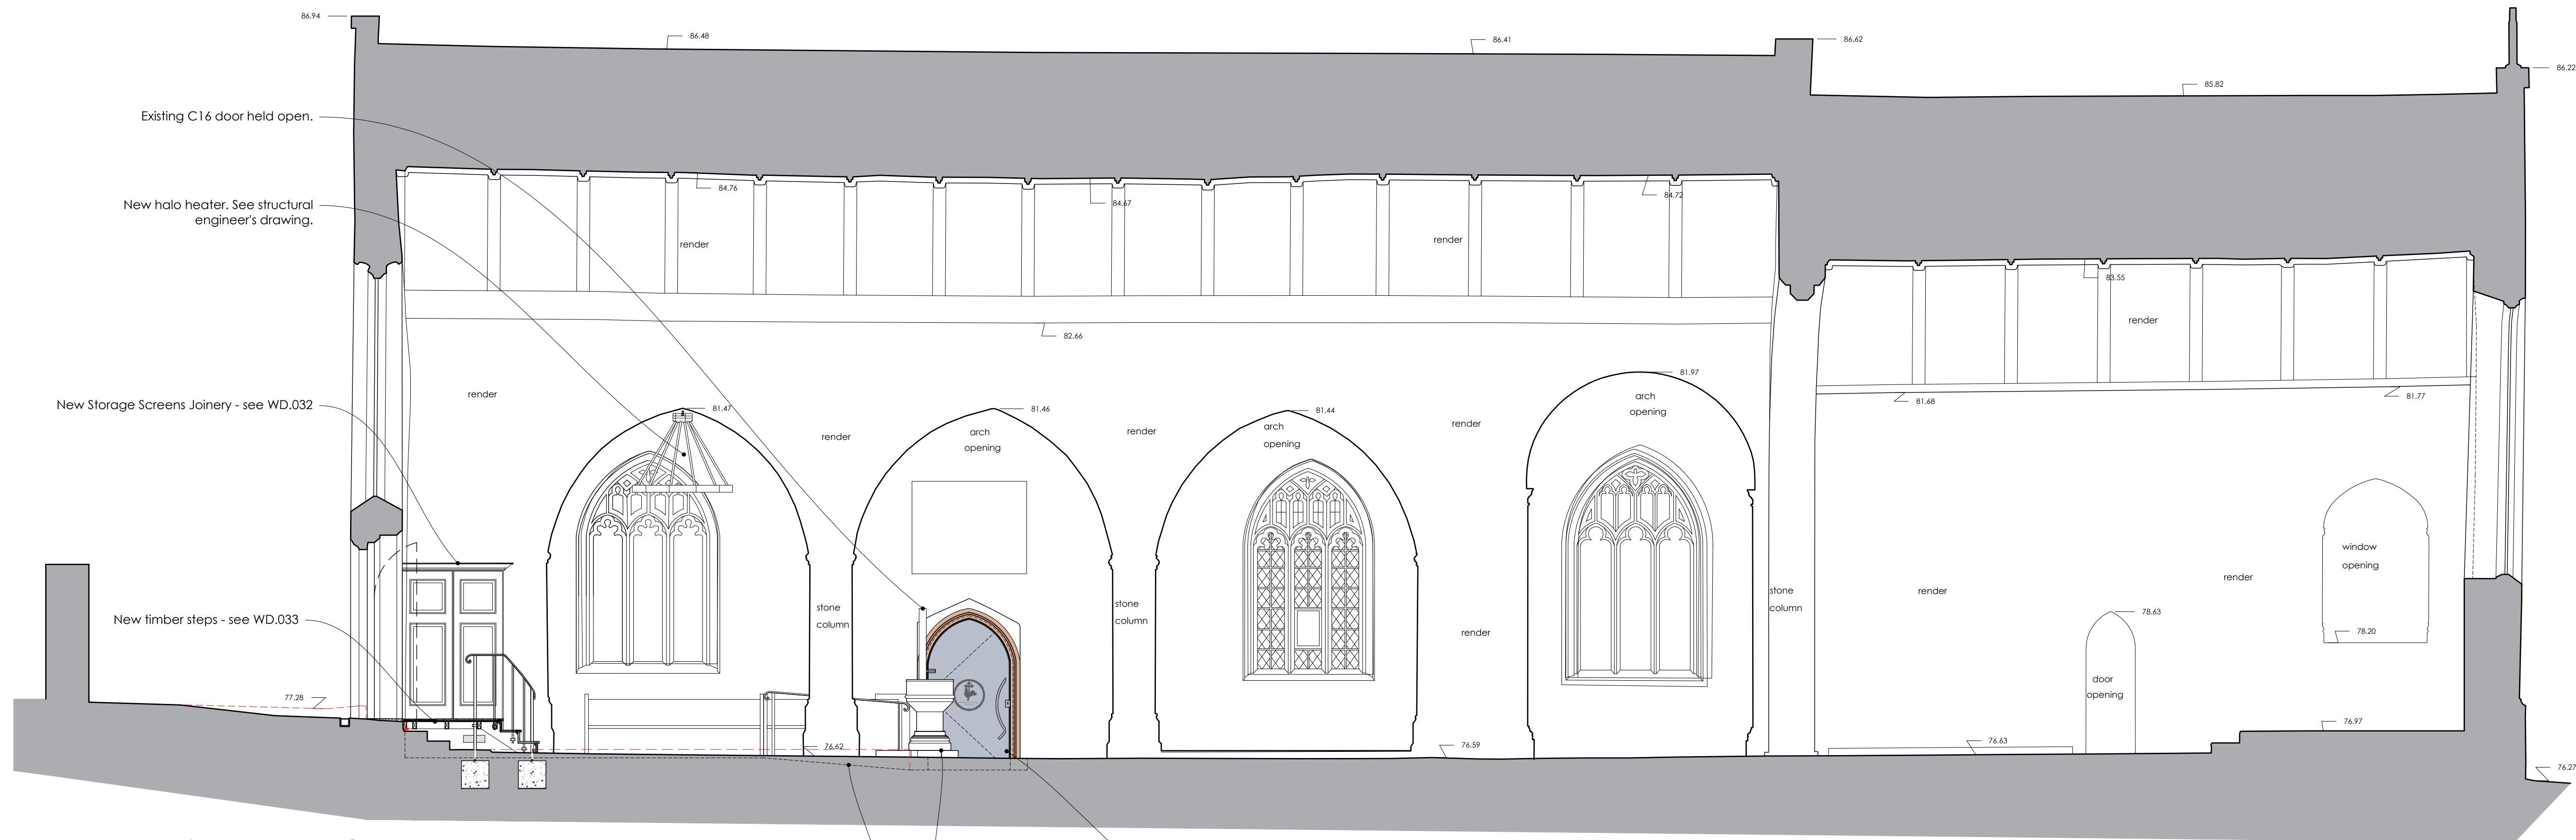 86.94
86.48
86.41
86.62
86.22
85.82
Existing C16 door held open.
84.76
84.67
84.72
New halo heater. See structural
engineer's drawing.
render
render
83.55
render
82.66
81.97
render
arch
opening
81.68
81.77
New Storage Screens Joinery - see WD.032
81.47
81.46
81.44
render
arch
opening
render
arch
opening
render
window
opening
render
render
stone
column
stone
column
stone
column
New timber steps - see WD.033
78.63
78.20
render
door
opening
77.28
76.97
76.62
76.59
76.63
76.27